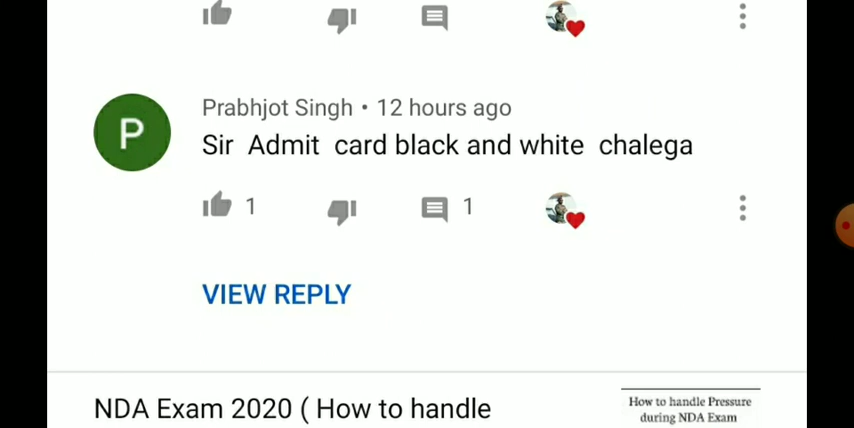 P
Prabhjot Singh • 12 hours ago
Sir Admit card black and white chalega
1
1
VIEW REPLY
NDA Exam 2020 ( How to handle
How to handle Pressure
during NDA Exam